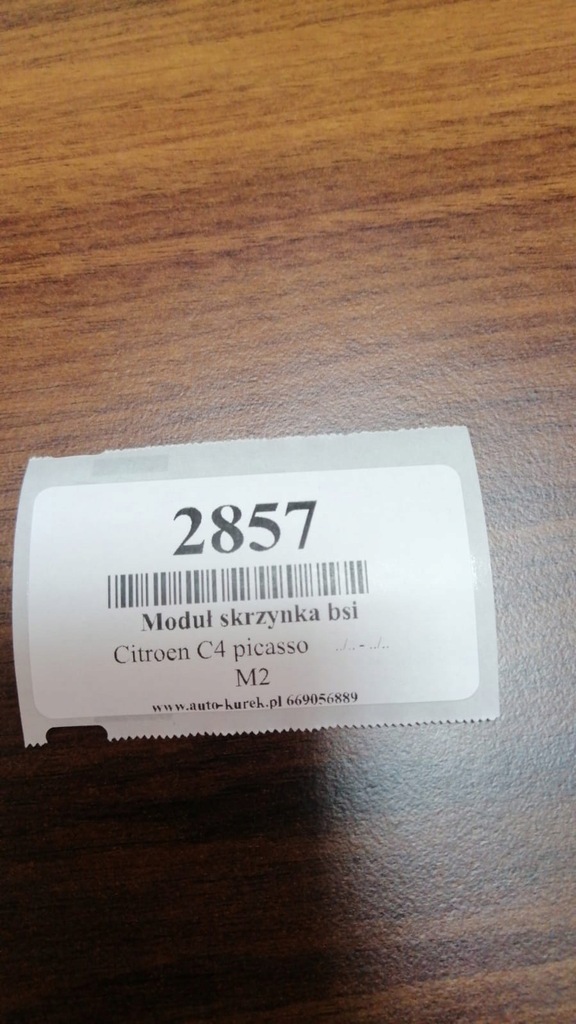 2857
Moduł skrzynka bsi
Citroen C4 picasso ../.. - ../..
M2
www.auto-kurek.pl 669056889